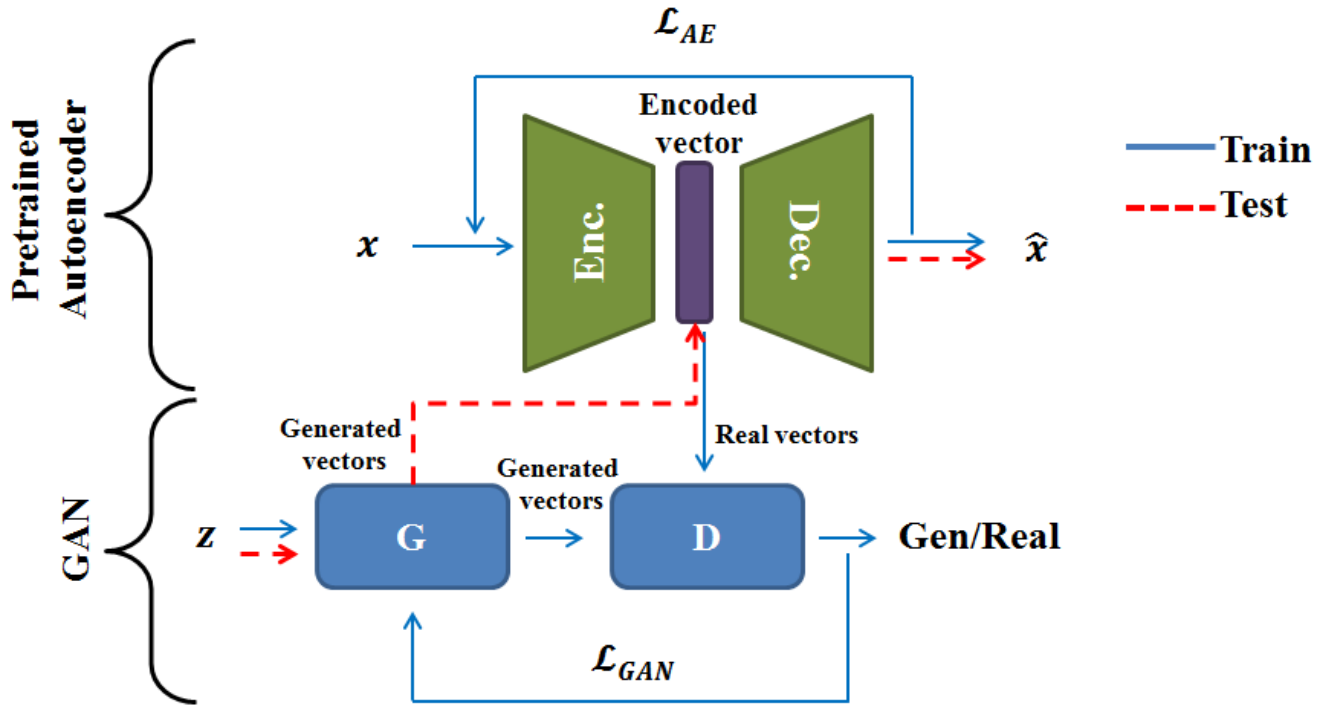 ℒ_AE
Pretrained
Autoencoder
Encoded
vector
Enc.
Dec.
x
x̂
Train
Test
Generated
vectors
Real vectors
Generated
vectors
GAN
z
G
D
Gen/Real
ℒ_GAN